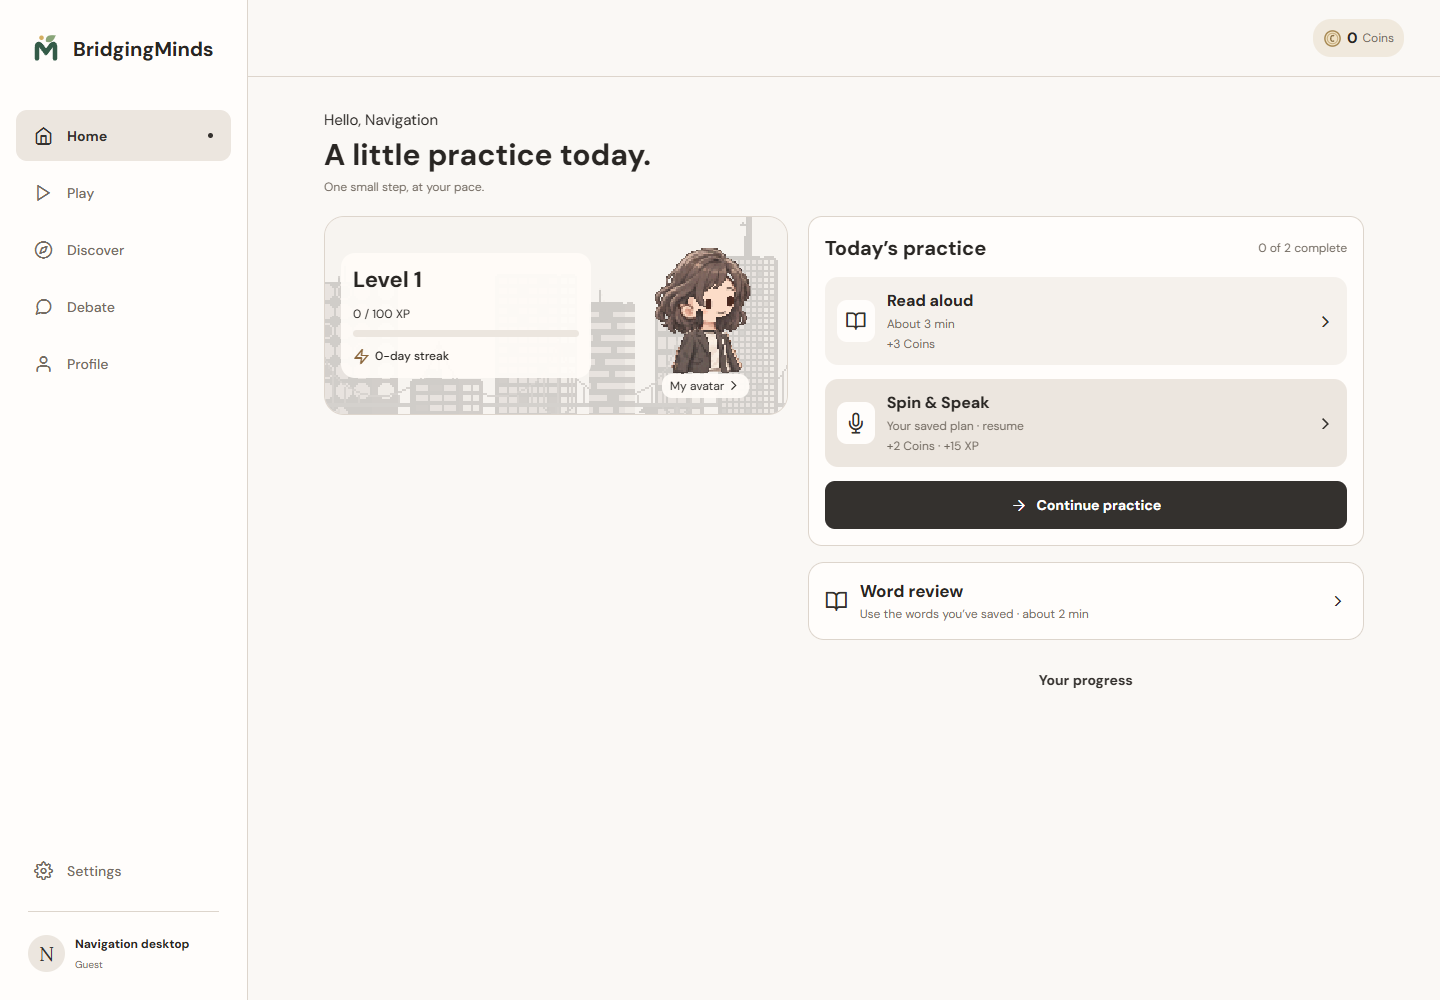 BridgingMinds
0 Coins
Home
Play
Discover
Debate
Profile
Settings
N
Navigation desktop
Guest
Hello, Navigation
A little practice today.
One small step, at your pace.
Level 1
0 / 100 XP
0-day streak
My avatar
Today’s practice
0 of 2 complete
Read aloud
About 3 min
+3 Coins
Spin & Speak
Your saved plan · resume
+2 Coins · +15 XP
Continue practice
Word review
Use the words you’ve saved · about 2 min
Your progress